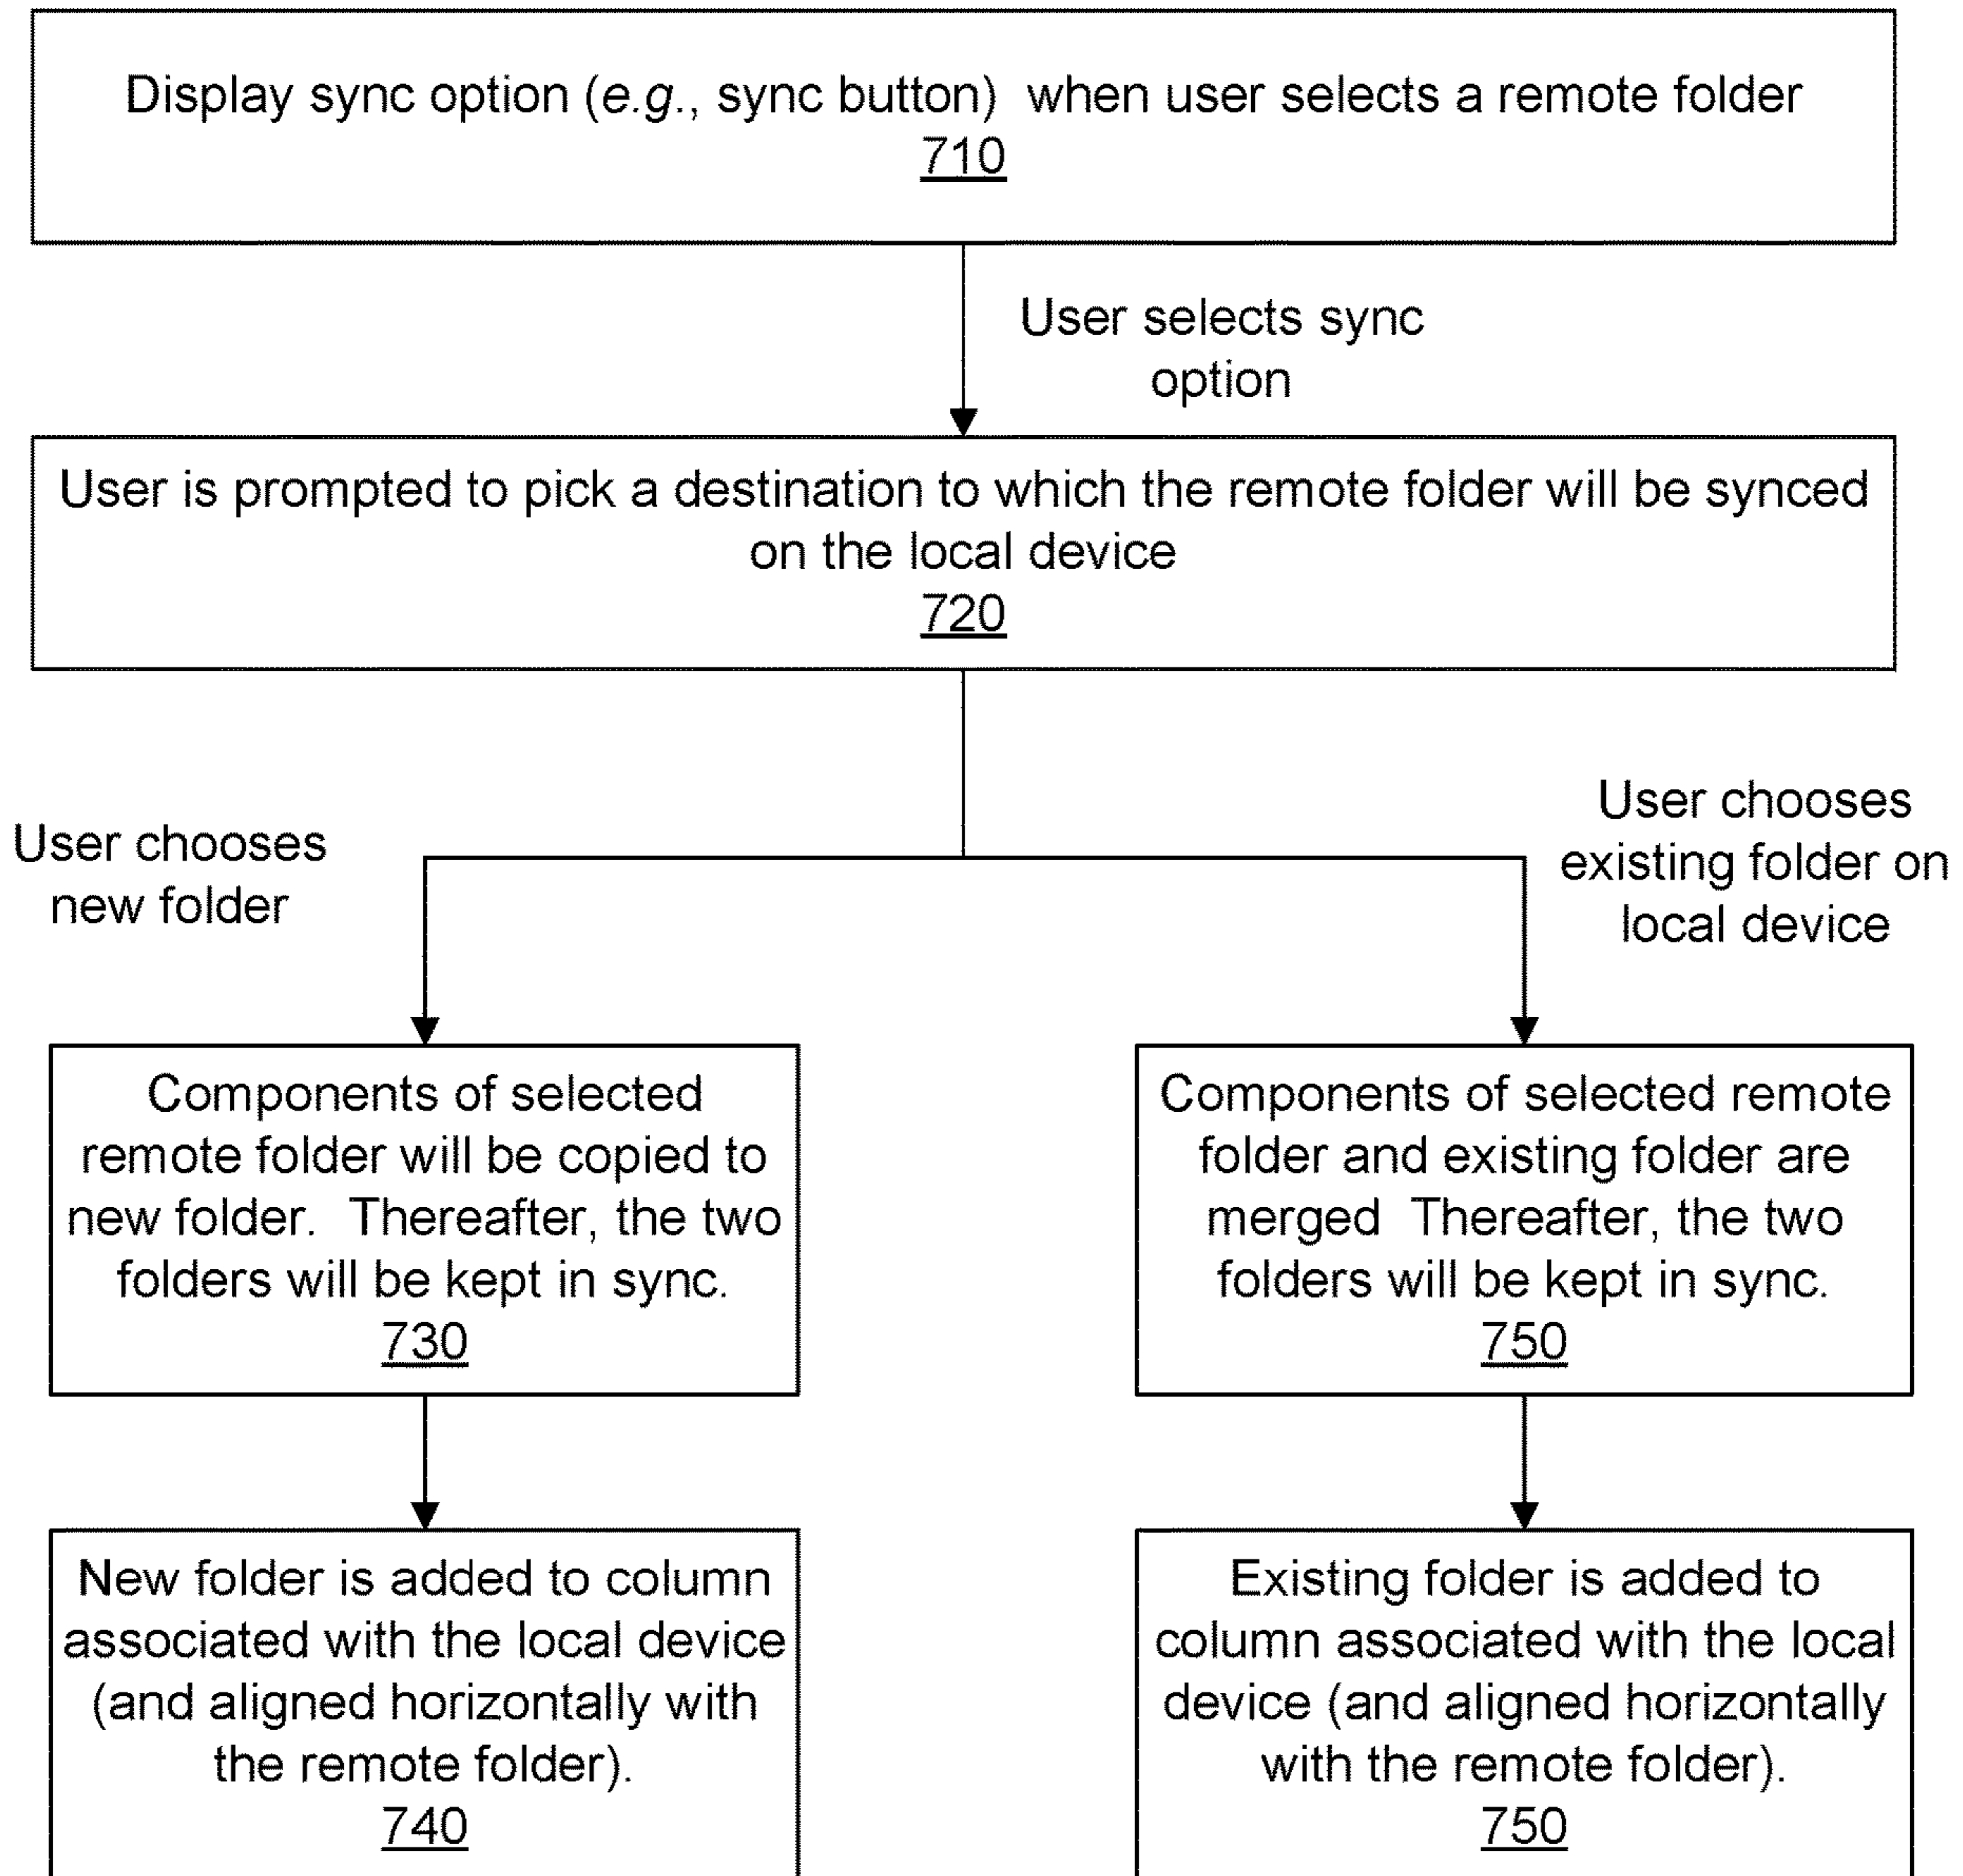 Display sync option (e.g., sync button)  when user selects a remote folder
710
User selects sync
option
User is prompted to pick a destination to which the remote folder will be synced
on the local device
720
User chooses
new folder
User chooses
existing folder on
local device
Components of selected
remote folder will be copied to
new folder.  Thereafter, the two
folders will be kept in sync.
730
Components of selected remote
folder and existing folder are
merged  Thereafter, the two
folders will be kept in sync.
750
New folder is added to column
associated with the local device
(and aligned horizontally with
the remote folder).
740
Existing folder is added to
column associated with the local
device (and aligned horizontally
with the remote folder).
750